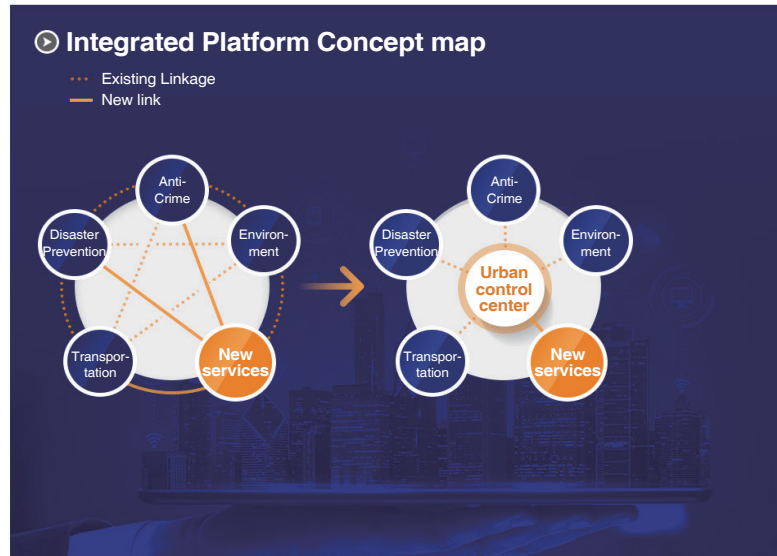 Integrated Platform Concept map
Existing Linkage
New link
Anti-
Crime
Disaster
Prevention
Environ-
ment
Transpor-
tation
New
services
Anti-
Crime
Disaster
Prevention
Environ-
ment
Urban
control
center
Transpor-
tation
New
services